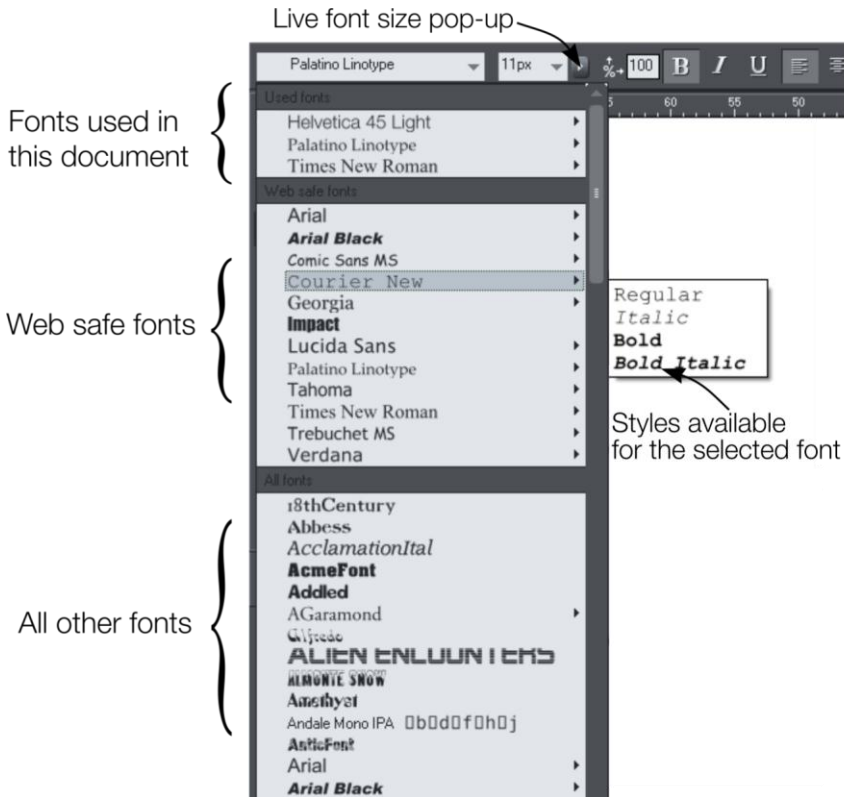 Live font size pop-up
Palatino Linotype 11px 100 B I U
60 55 50
Used fonts
Fonts used in
this document
Helvetica 45 Light
Palatino Linotype
Times New Roman
Web safe fonts
Arial
Arial Black
Comic Sans MS
Courier New
Georgia
Impact
Lucida Sans
Palatino Linotype
Tahoma
Times New Roman
Trebuchet MS
Verdana
Web safe fonts
Regular
Italic
Bold
Bold Italic
Styles available
for the selected font
All fonts
18thCentury
Abbess
AcclamationItal
AcmeFont
Addled
AGaramond
Alfredo
ALIEN ENCOUNTERS
ALMONTE SNOW
Amethyst
Andale Mono IPA
AnticFont
Arial
Arial Black
All other fonts